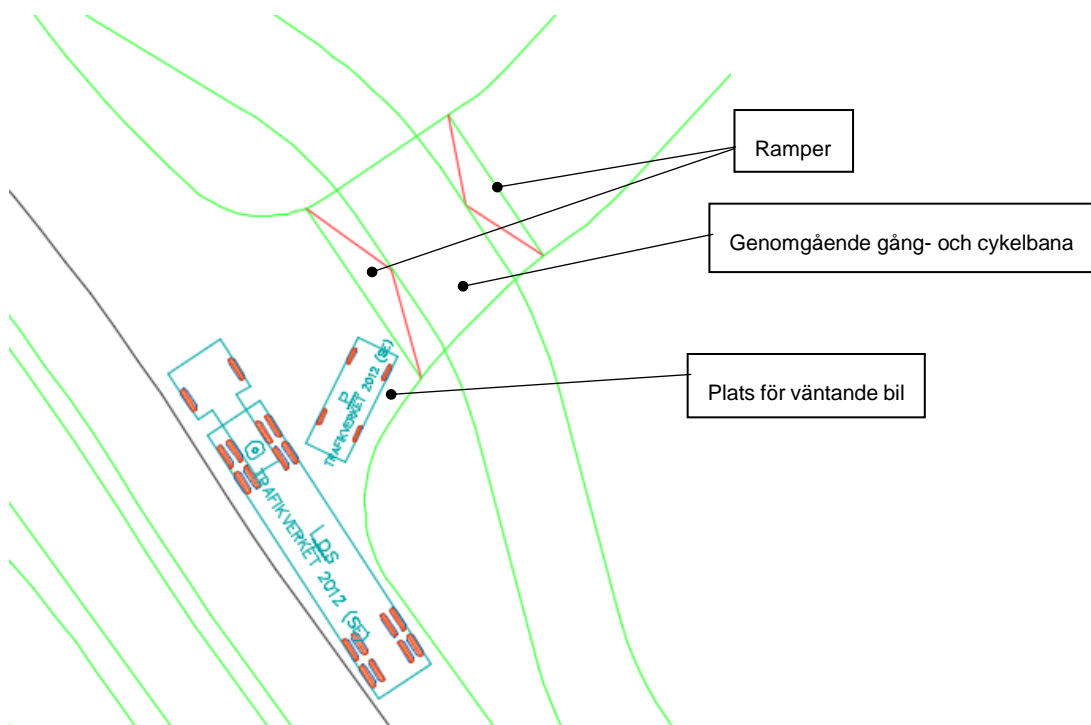 Ramper
Genomgående gång- och cykelbana
Plats för väntande bil
P
TRAFIKVERKET 2012 (SE)
LDS
TRAFIKVERKET 2012 (SE)